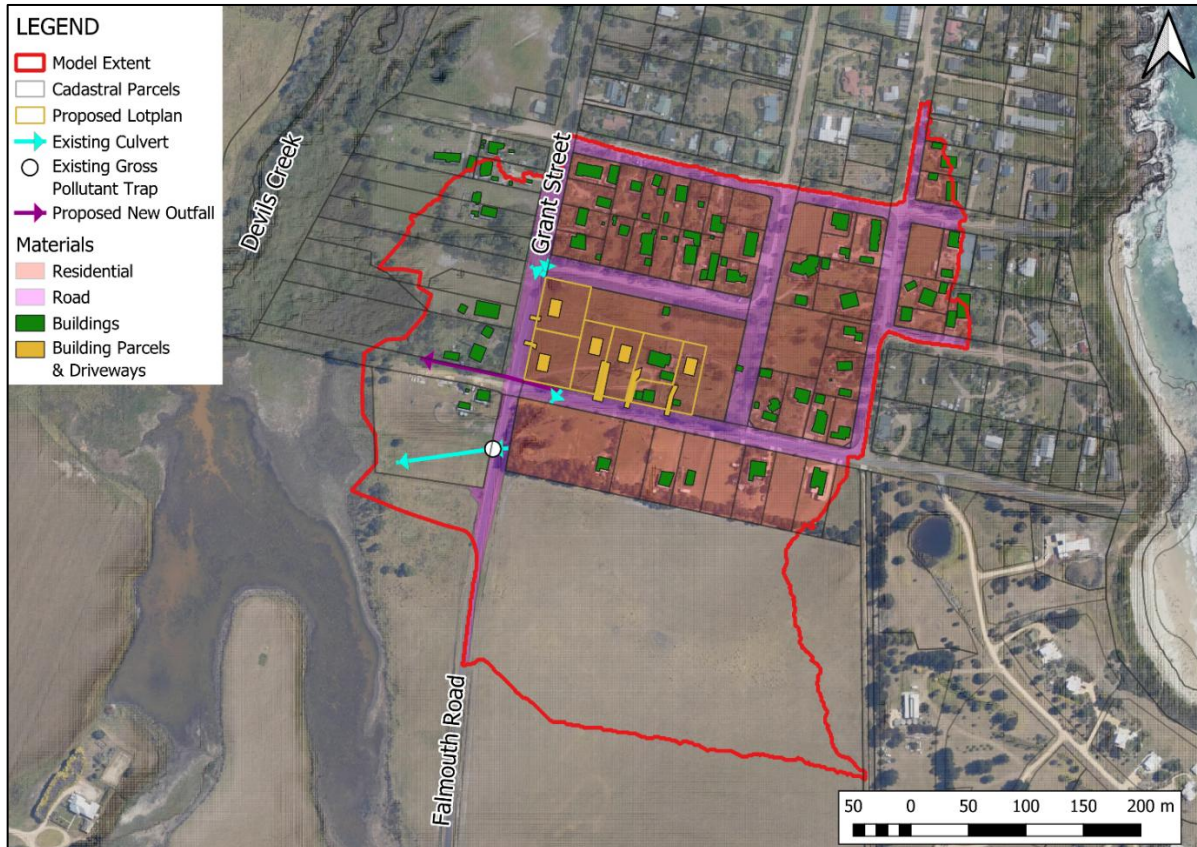 LEGEND
Model Extent
Cadastral Parcels
Proposed Lotplan
Existing Culvert
Existing Gross
Pollutant Trap
Proposed New Outfall
Materials
Residential
Road
Buildings
Building Parcels
& Driveways
Devils Creek
Grant Street
Falmouth Road
50 0 50 100 150 200 m